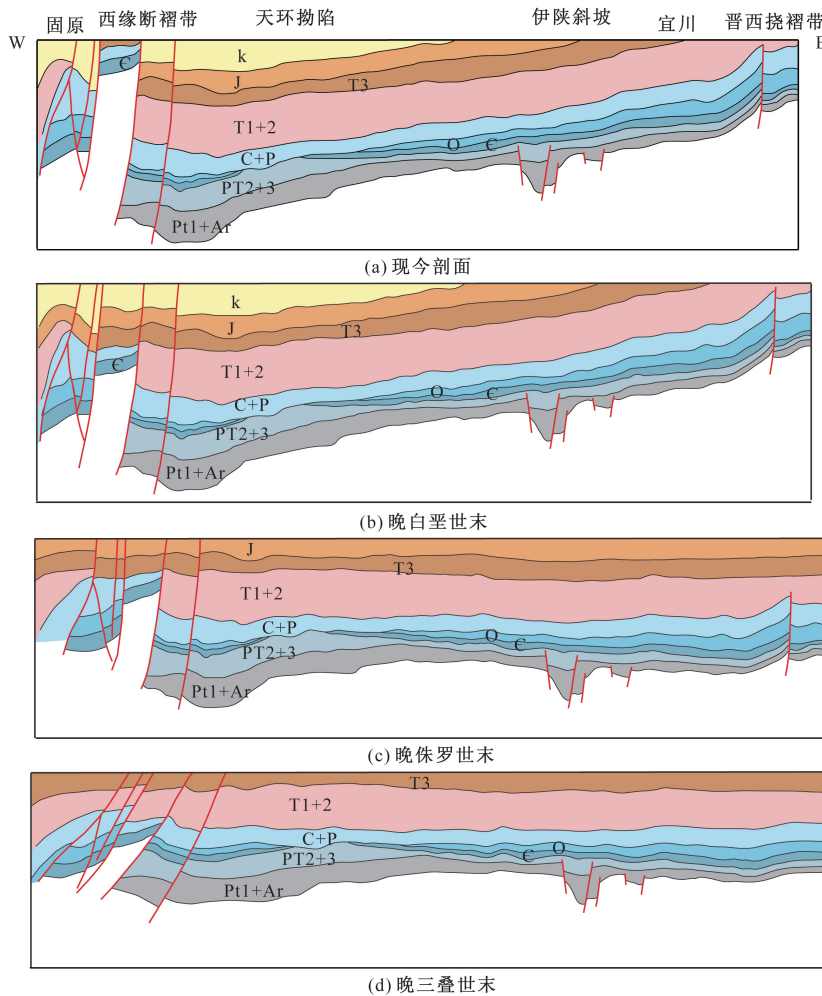 固原 西缘断褶带 天环拗陷 伊陕斜坡 宜川 晋西挠褶带
W E
Є k
J T3
T1+2
C+P O Є
PT2+3
Pt1+Ar
(a) 现今剖面
k
J T3
Є T1+2
C+P O Є
PT2+3
Pt1+Ar
(b) 晚白垩世末
J
T3
T1+2
C+P O
PT2+3 Є
Pt1+Ar
(c) 晚侏罗世末
T3
T1+2
C+P O
PT2+3 Є
Pt1+Ar
(d) 晚三叠世末